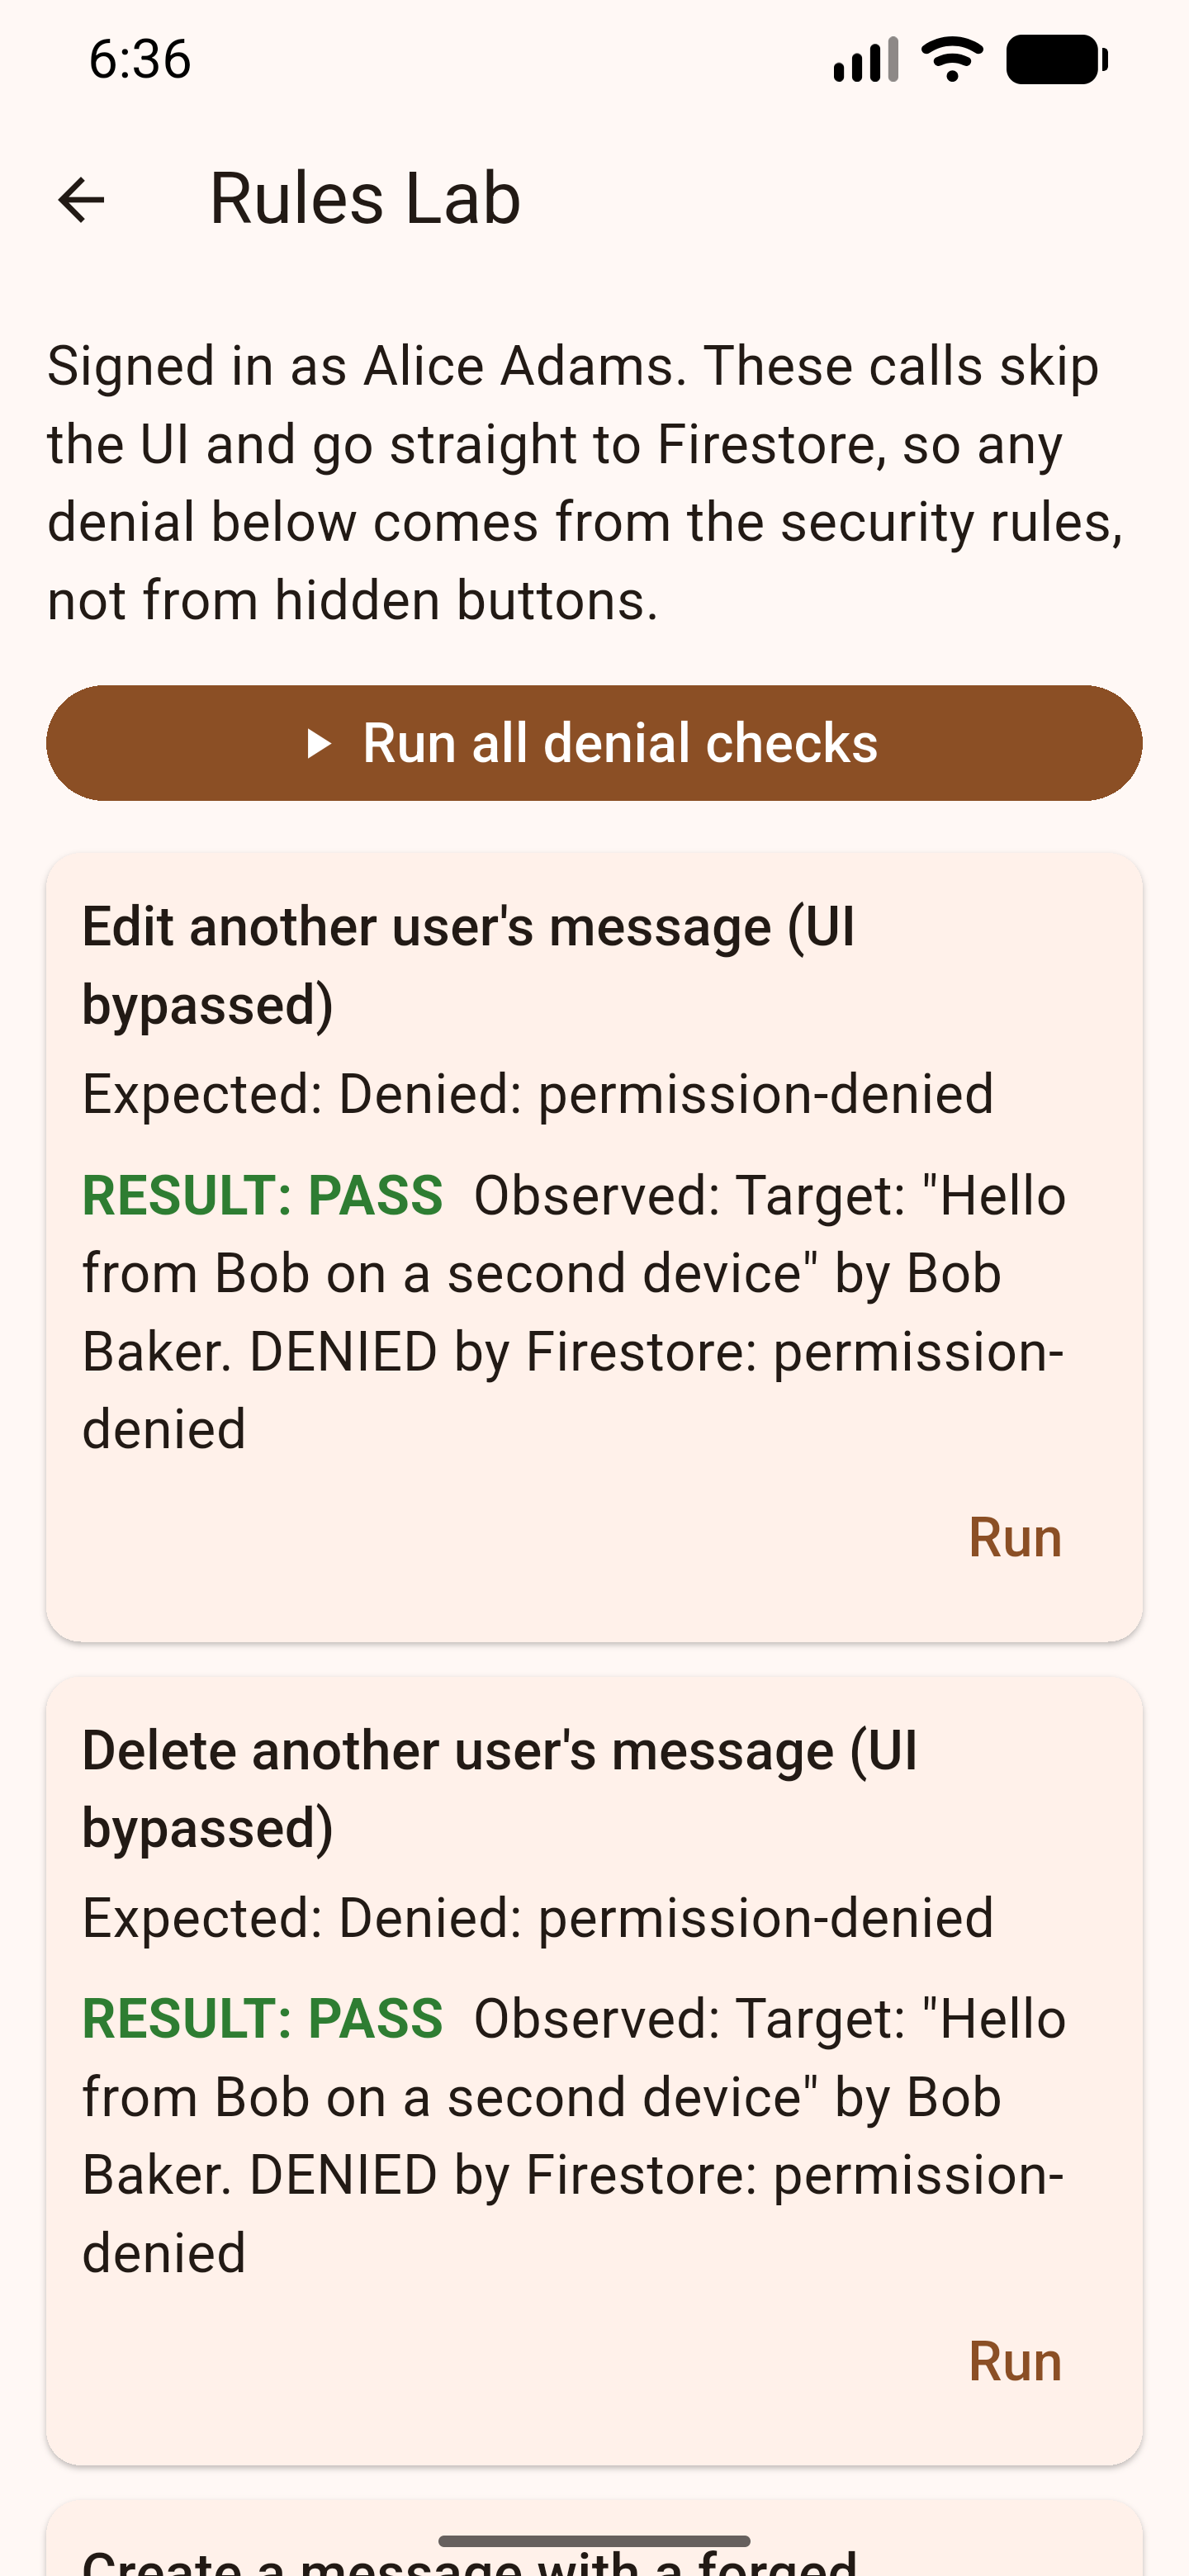 6:36
Rules Lab
Signed in as Alice Adams. These calls skip
the UI and go straight to Firestore, so any
denial below comes from the security rules,
not from hidden buttons.
Run all denial checks
Edit another user's message (UI
bypassed)
Expected: Denied: permission-denied
RESULT: PASS Observed: Target: "Hello
from Bob on a second device" by Bob
Baker. DENIED by Firestore: permission-
denied
Run
Delete another user's message (UI
bypassed)
Expected: Denied: permission-denied
RESULT: PASS Observed: Target: "Hello
from Bob on a second device" by Bob
Baker. DENIED by Firestore: permission-
denied
Run
Create a message with a forged